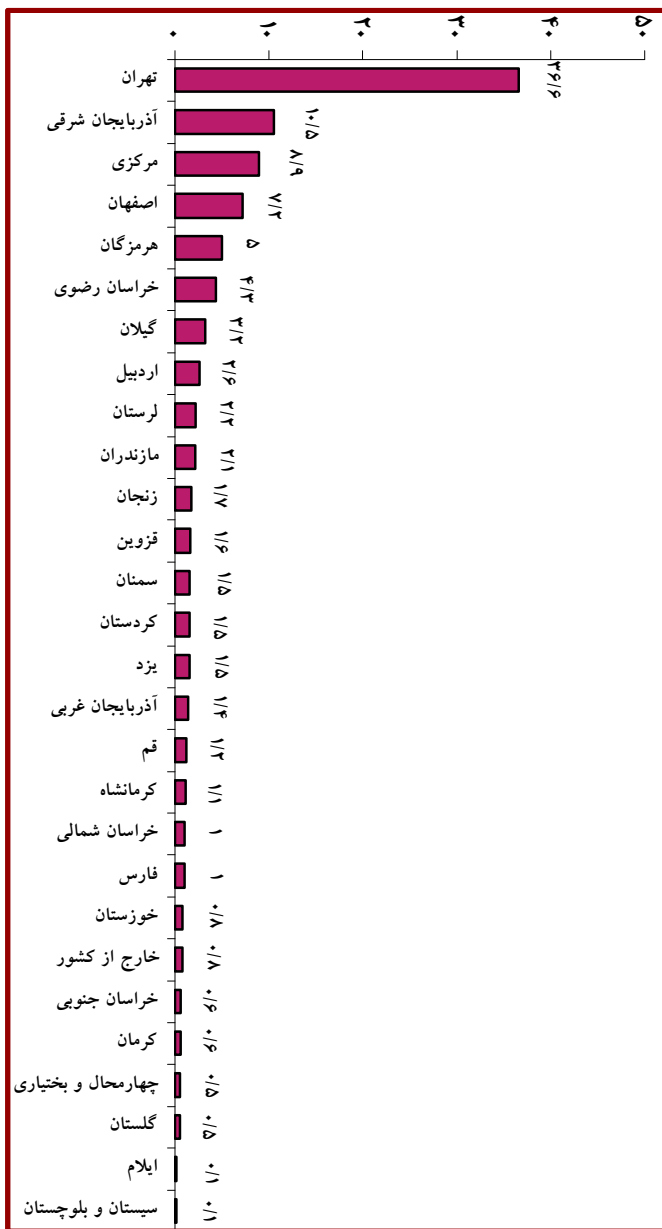 ۰
۱۰
۲۰
۳۰
۴۰
۵۰
تهران
۳۶/۶
آذربایجان شرقی
۱۰/۵
مرکزی
۸/۹
اصفهان
۷/۲
هرمزگان
۵
خراسان رضوی
۴/۳
گیلان
۳/۲
اردبیل
۲/۶
لرستان
۲/۲
مازندران
۲/۱
زنجان
۱/۷
قزوین
۱/۶
سمنان
۱/۵
کردستان
۱/۵
یزد
۱/۵
آذربایجان غربی
۱/۴
قم
۱/۲
کرمانشاه
۱/۱
خراسان شمالی
۱
فارس
۱
خوزستان
۰/۸
خارج از کشور
۰/۸
خراسان جنوبی
۰/۶
کرمان
۰/۶
چهارمحال و بختیاری
۰/۵
گلستان
۰/۵
ایلام
۰/۱
سیستان و بلوچستان
۰/۱